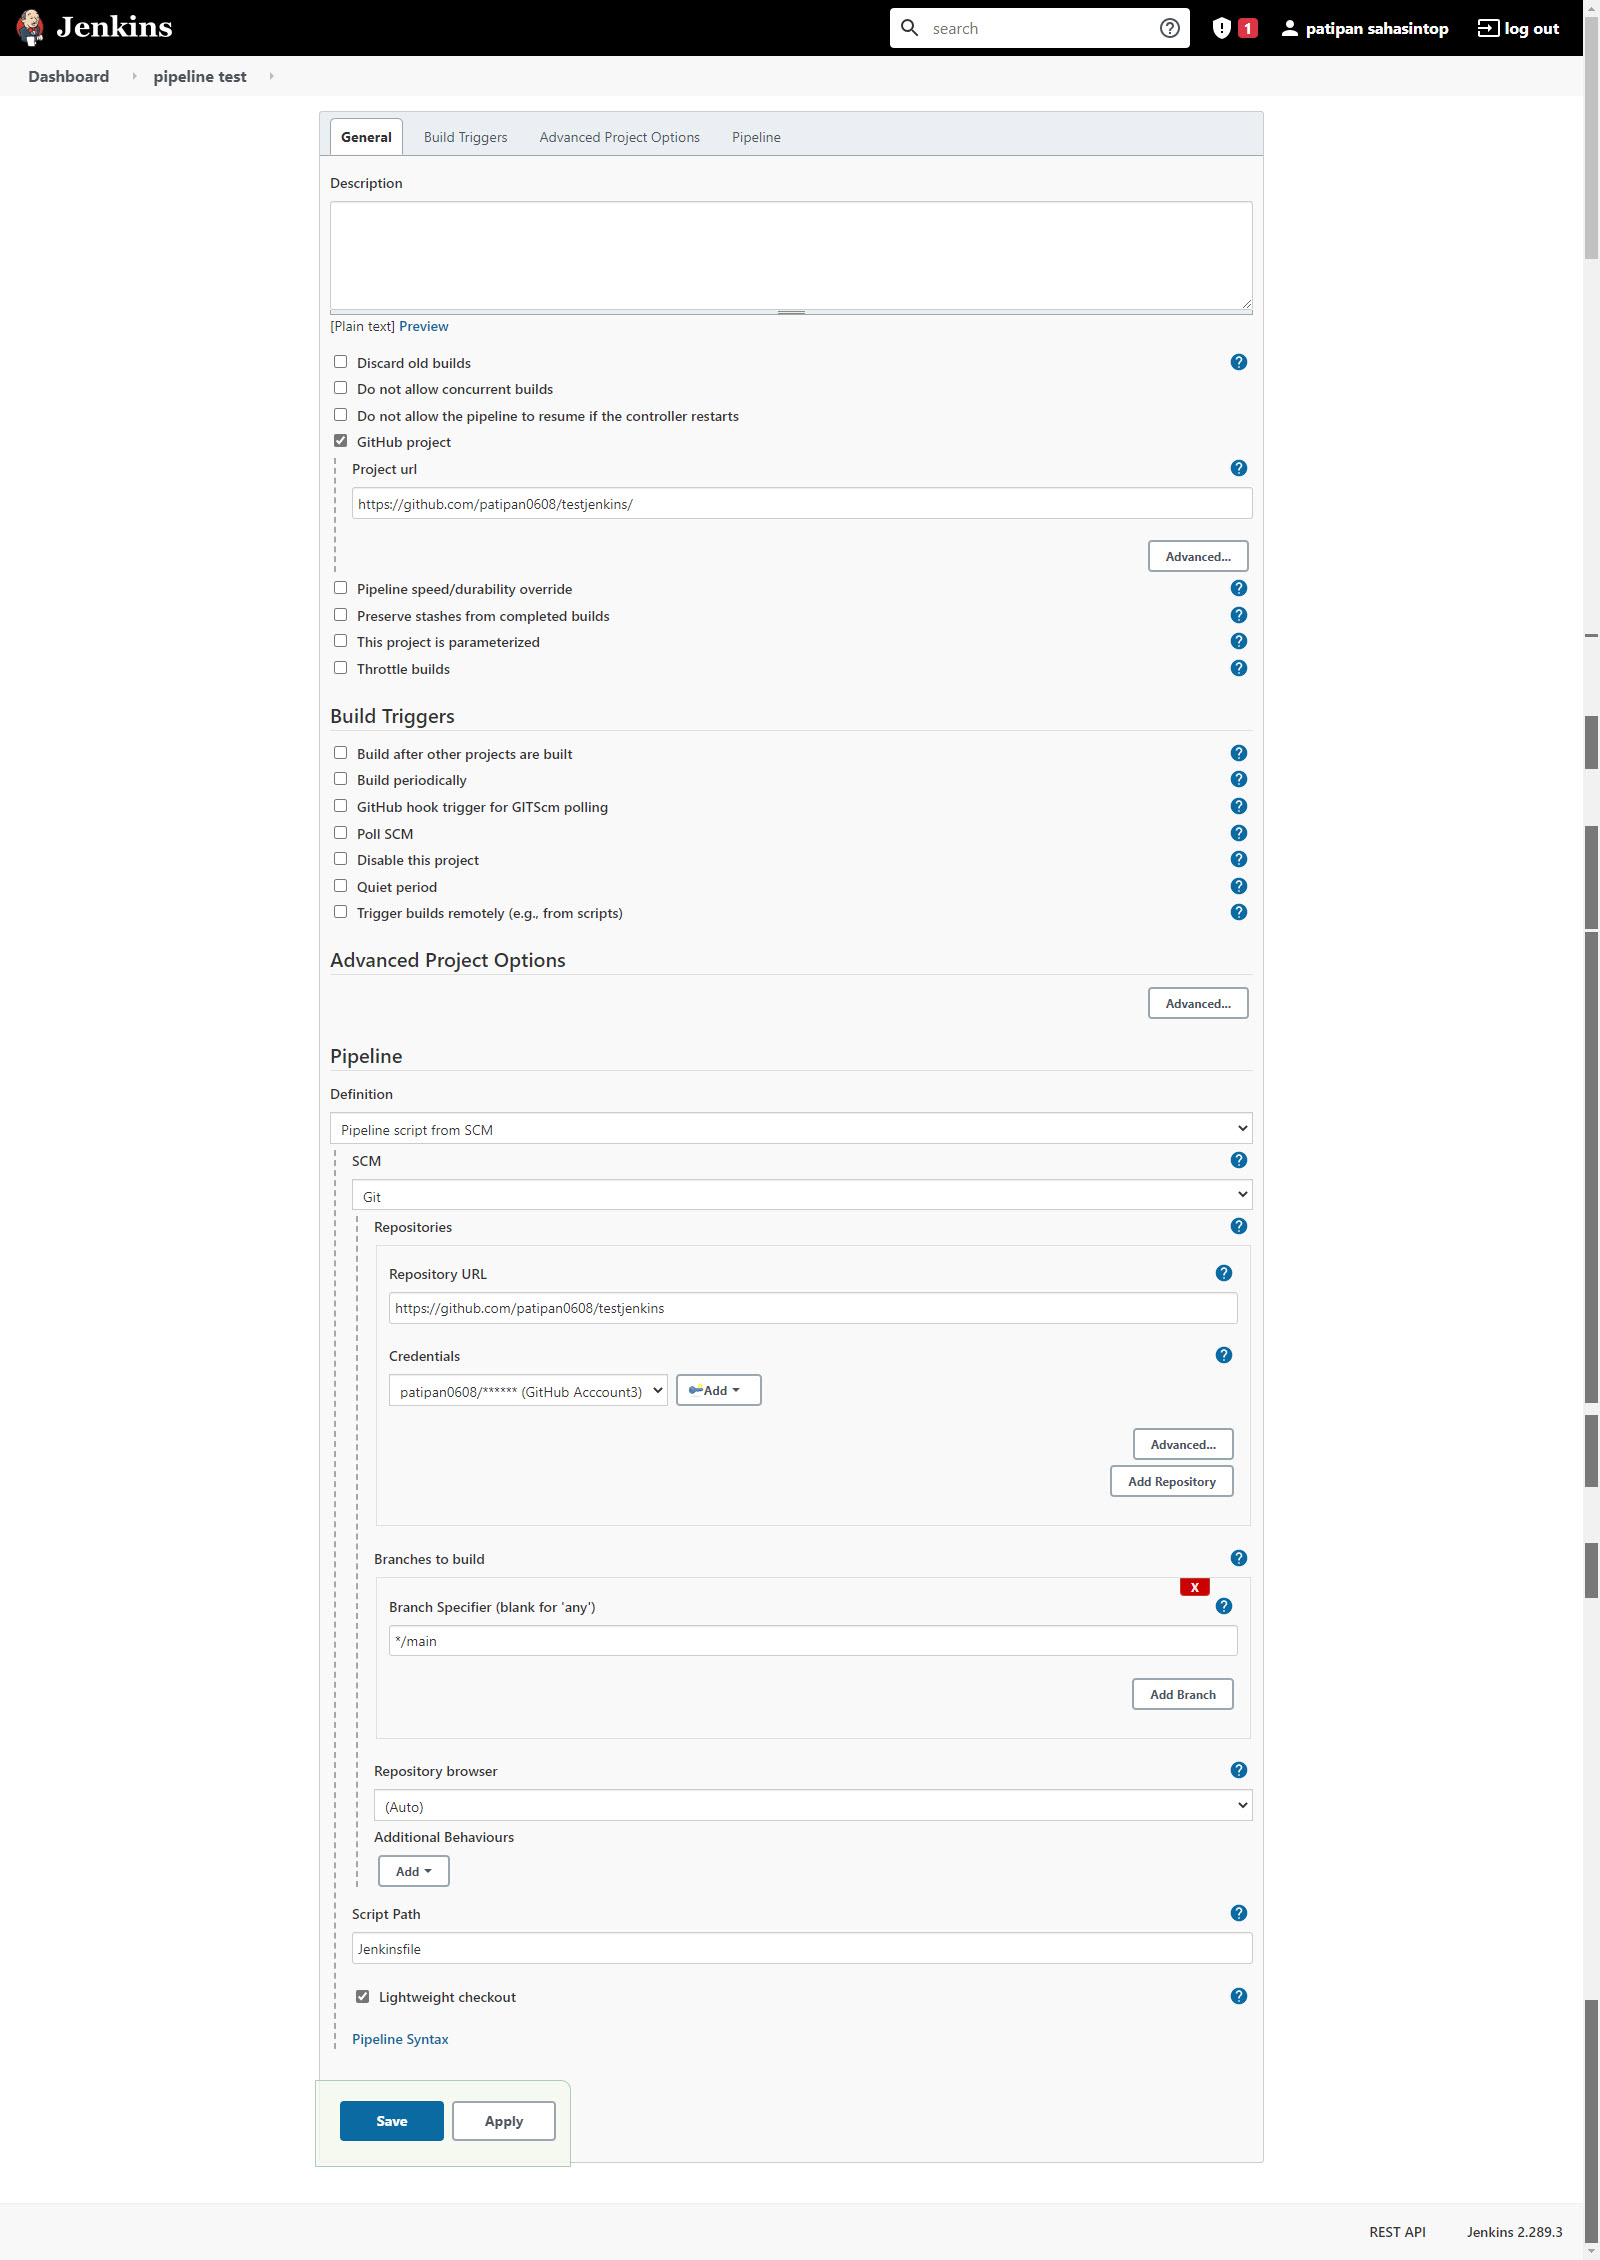 Jenkins
search
1
patipan sahasintop
log out
Dashboard
pipeline test
General
Build Triggers
Advanced Project Options
Pipeline
Description
[Plain text] Preview
Discard old builds
Do not allow concurrent builds
Do not allow the pipeline to resume if the controller restarts
GitHub project
Project url
https://github.com/patipan0608/testjenkins/
Advanced...
Pipeline speed/durability override
Preserve stashes from completed builds
This project is parameterized
Throttle builds
Build Triggers
Build after other projects are built
Build periodically
GitHub hook trigger for GITScm polling
Poll SCM
Disable this project
Quiet period
Trigger builds remotely (e.g., from scripts)
Advanced Project Options
Advanced...
Pipeline
Definition
Pipeline script from SCM
SCM
Git
Repositories
Repository URL
https://github.com/patipan0608/testjenkins
Credentials
patipan0608/****** (GitHub Acccount3)
Add
Advanced...
Add Repository
Branches to build
X
Branch Specifier (blank for 'any')
*/main
Add Branch
Repository browser
(Auto)
Additional Behaviours
Add
Script Path
Jenkinsfile
Lightweight checkout
Pipeline Syntax
Save
Apply
REST API
Jenkins 2.289.3